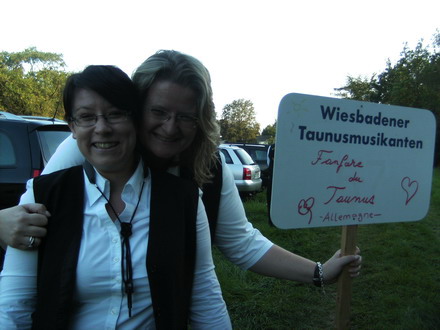 Wiesbadener
Taunusmusikanten
Fanfare
du
Taunus
-Allemagne-